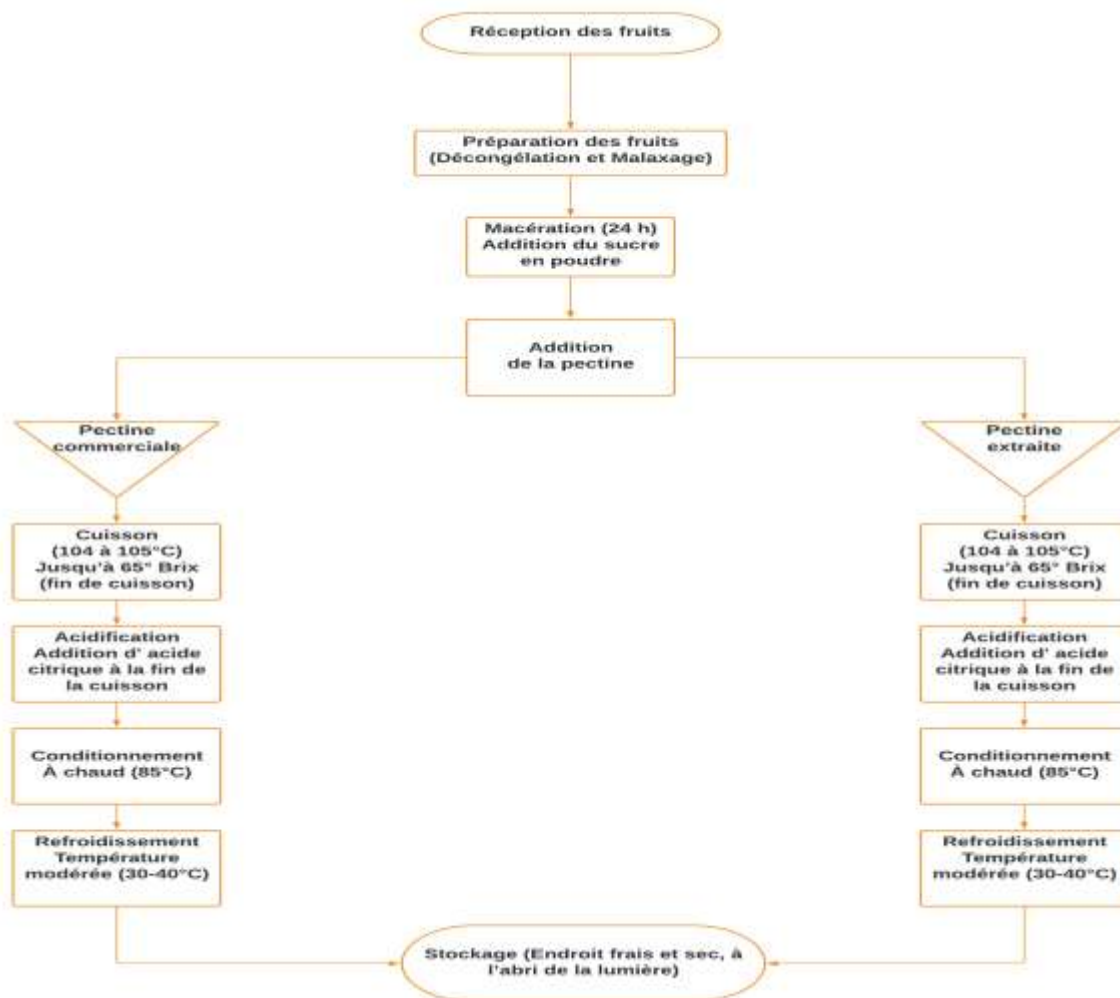 Réception des fruits
Préparation des fruits
(Décongélation et Malaxage)
Macération (24 h)
Addition du sucre
en poudre
Addition
de la pectine
Pectine
commerciale
Cuisson
(104 à 105°C)
Jusqu'à 65° Brix
(fin de cuisson)
Acidification
Addition d' acide
citrique à la fin de
la cuisson
Conditionnement
À chaud (85°C)
Refroidissement
Température
modérée (30-40°C)
Pectine
extraite
Cuisson
(104 à 105°C)
Jusqu'à 65° Brix
(fin de cuisson)
Acidification
Addition d' acide
citrique à la fin de
la cuisson
Conditionnement
À chaud (85°C)
Refroidissement
Température
modérée (30-40°C)
Stockage (Endroit frais et sec, à
l'abri de la lumière)